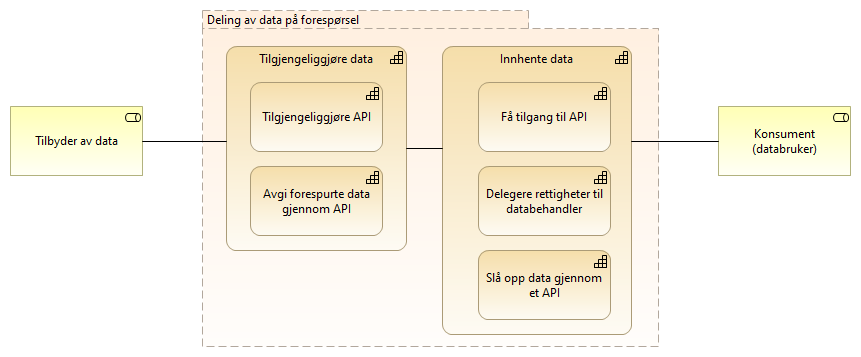 Deling av data på forespørsel
Tilgjengeliggjøre data
Innhente data
Tilgjengeliggjøre API
Få tilgang til API
Tilbyder av data
Konsument
(databruker)
Avgi forespurte data
gjennom API
Delegere rettigheter til
databehandler
Slå opp data gjennom
et API